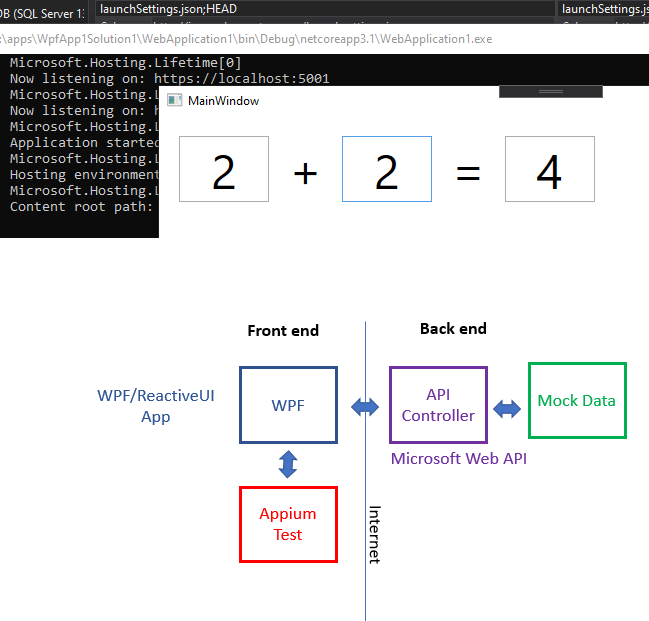 launchSettings.json;HEAD
launchSettings.js
DB (SQL Server 13
:\apps\WpfApp1Solution1\WebApplication1\bin\Debug\netcoreapp3.1\WebApplication1.exe
Microsoft.Hosting.Lifetime[0]
Now listening on: https://localhost:5001
Microsoft.Hosting.L
Now listening on: h
Microsoft.Hosting.L
Application started
Microsoft.Hosting.L
Hosting environment
Microsoft.Hosting.L
Content root path:
MainWindow
2 + 2 = 4
Front end
Back end
WPF/ReactiveUI
App
WPF
API
Controller
Mock Data
Microsoft Web API
Appium
Test
Internet